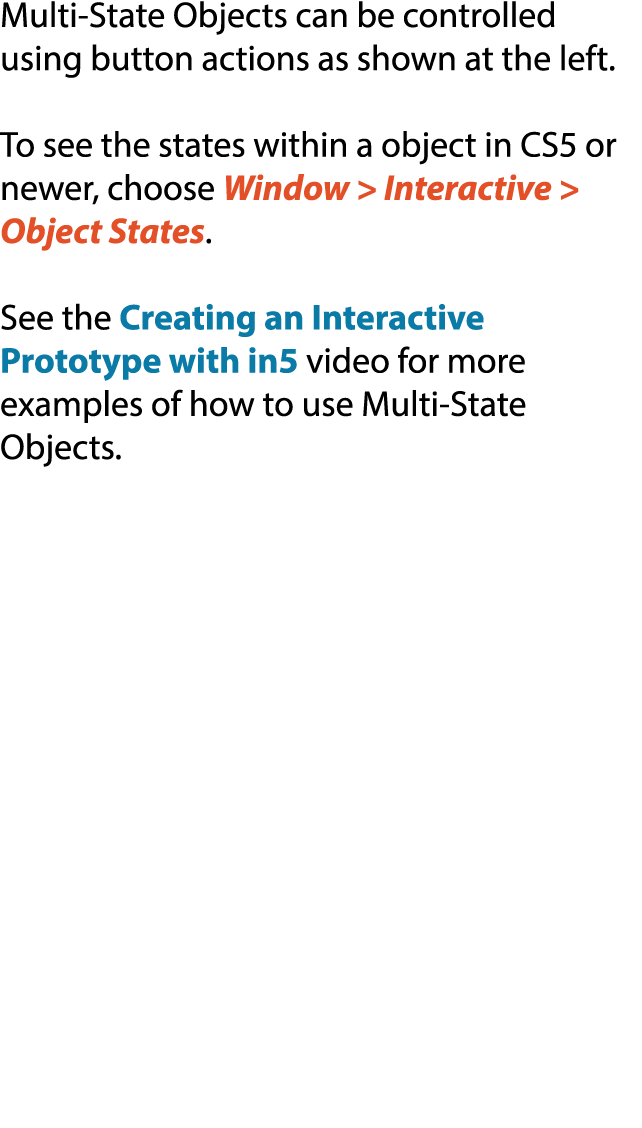 Multi-State Objects can be controlled
using button actions as shown at the left.
To see the states within a object in CS5 or
newer, choose Window > Interactive >
Object States.
See the Creating an Interactive
Prototype with in5 video for more
examples of how to use Multi-State
Objects.